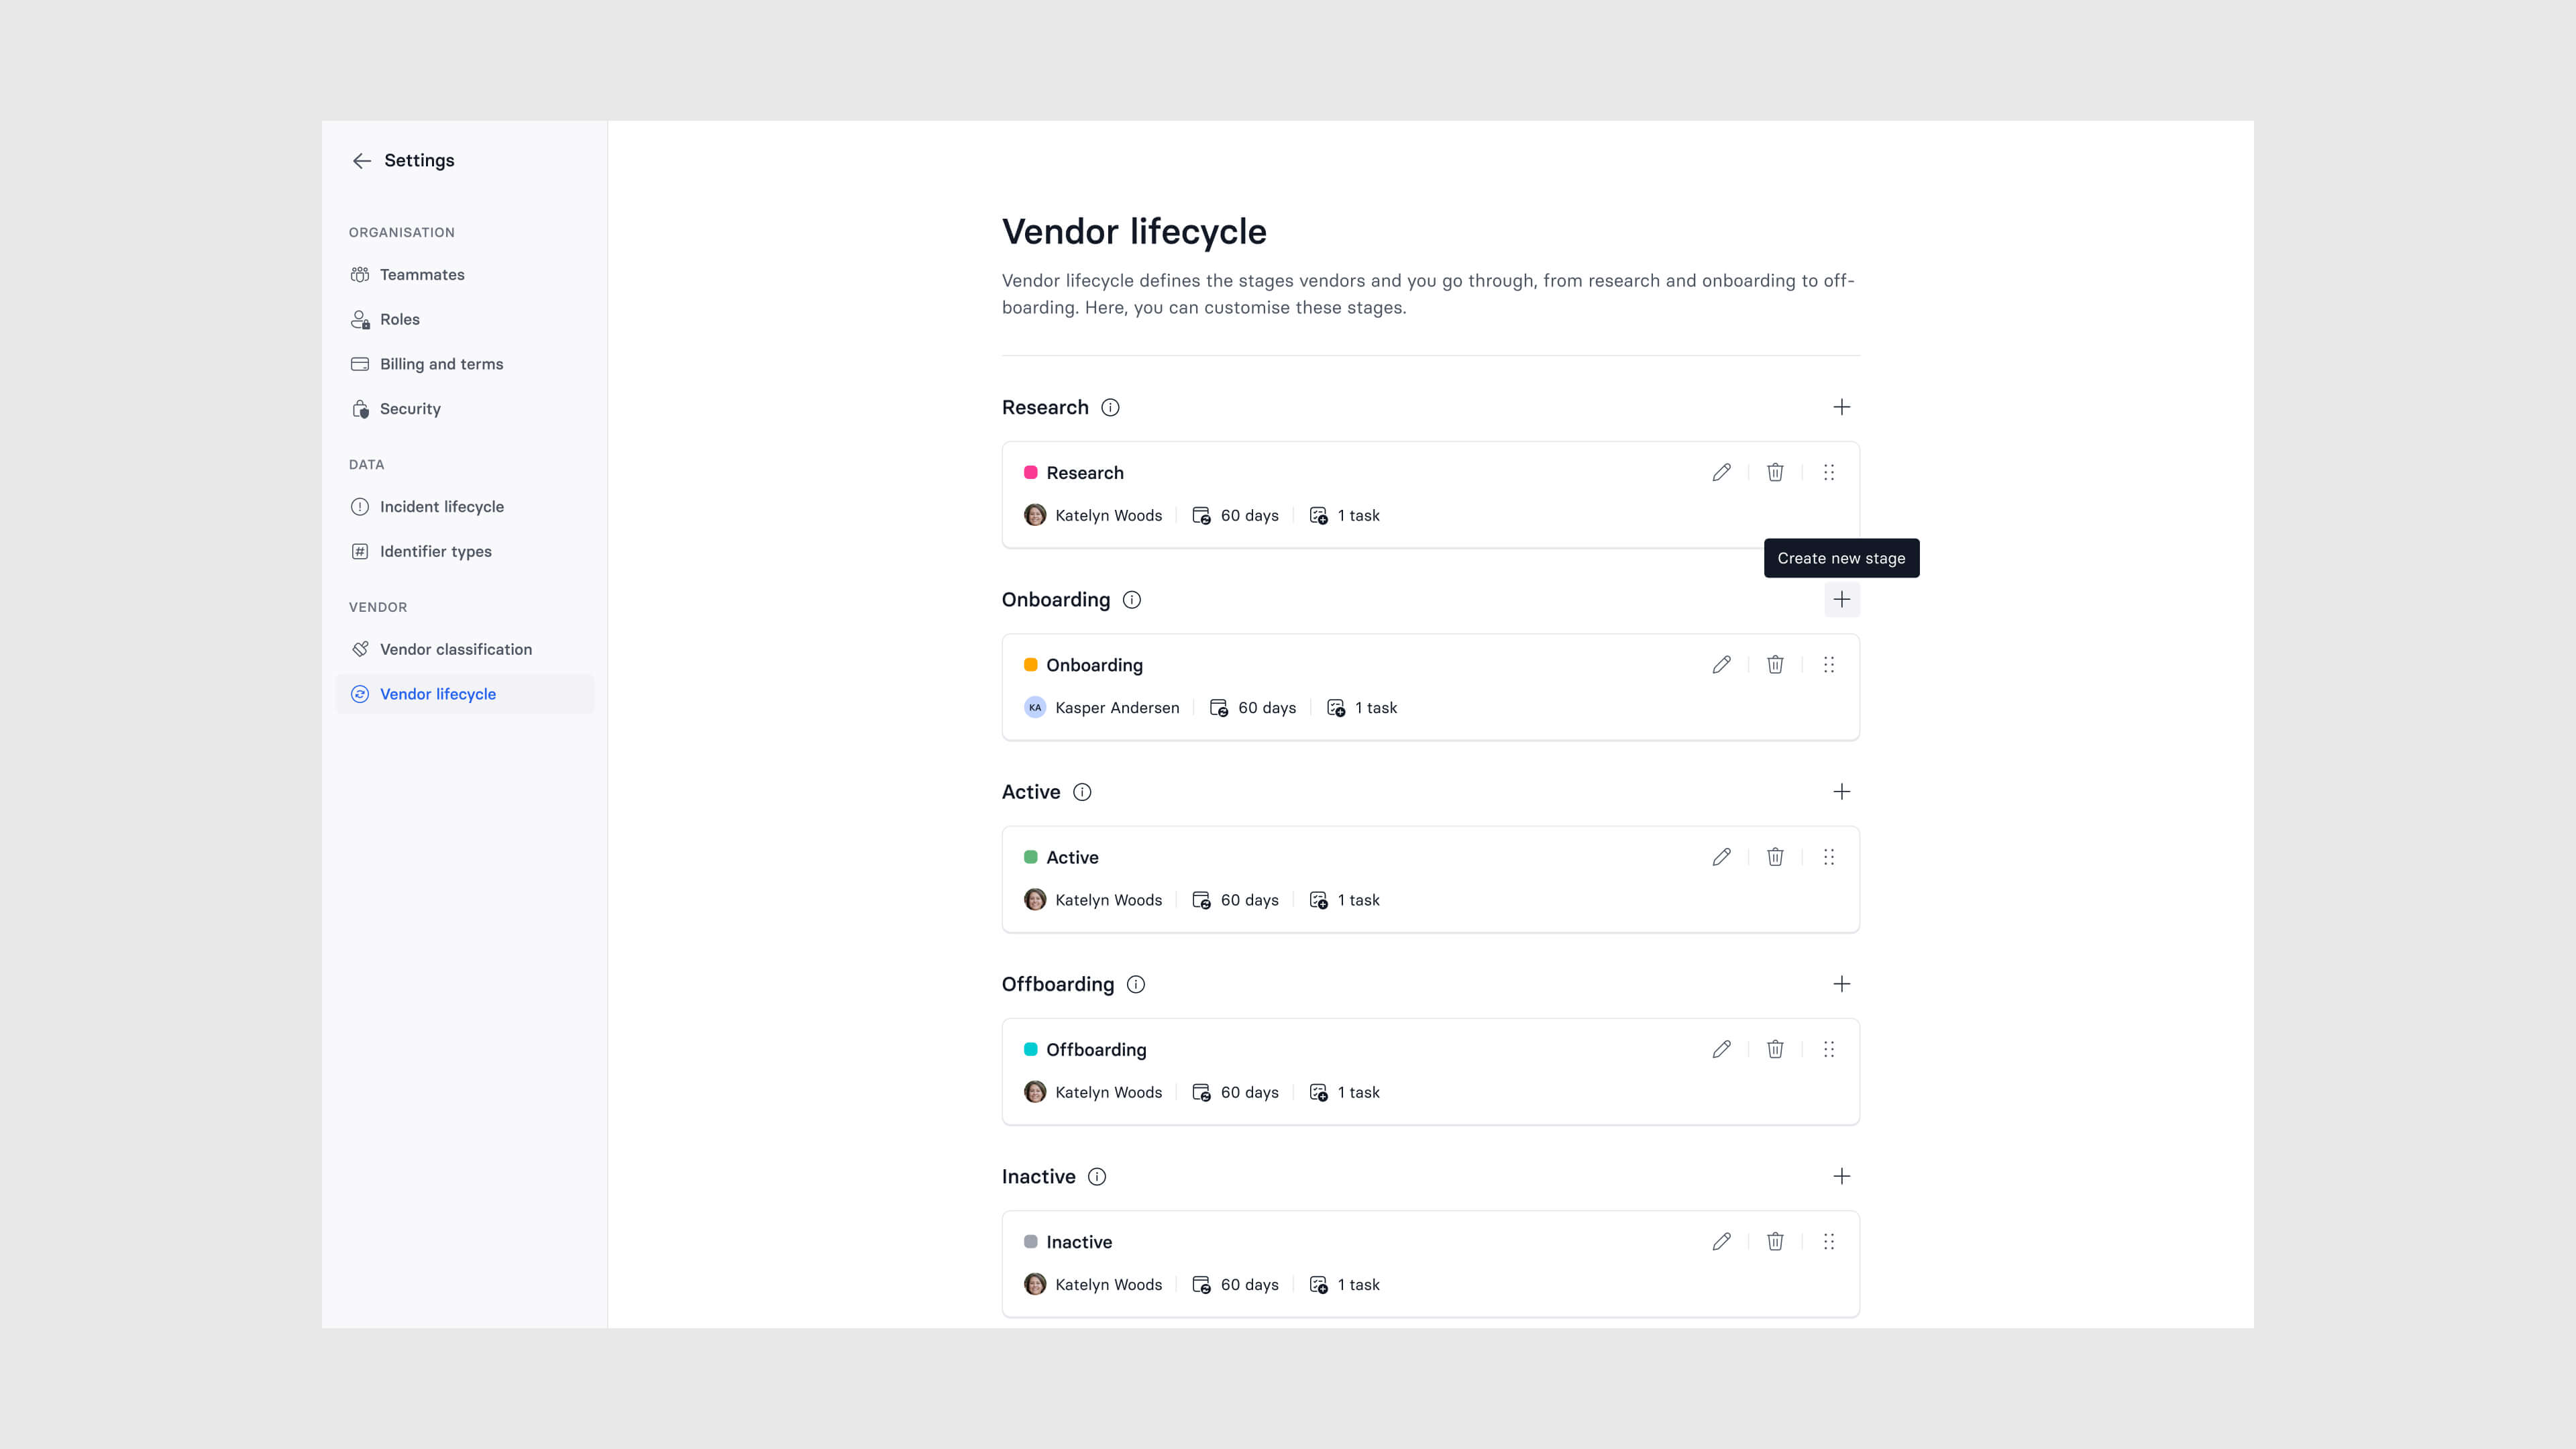 Settings
ORGANISATION
Teammates
Roles
Billing and terms
Security
DATA
Incident lifecycle
Identifier types
VENDOR
Vendor classification
Vendor lifecycle
Vendor lifecycle
Vendor lifecycle defines the stages vendors and you go through, from research and onboarding to off-
boarding. Here, you can customise these stages.
Research
Research
Katelyn Woods 60 days 1 task
Create new stage
Onboarding
Onboarding
KA Kasper Andersen 60 days 1 task
Active
Active
Katelyn Woods 60 days 1 task
Offboarding
Offboarding
Katelyn Woods 60 days 1 task
Inactive
Inactive
Katelyn Woods 60 days 1 task